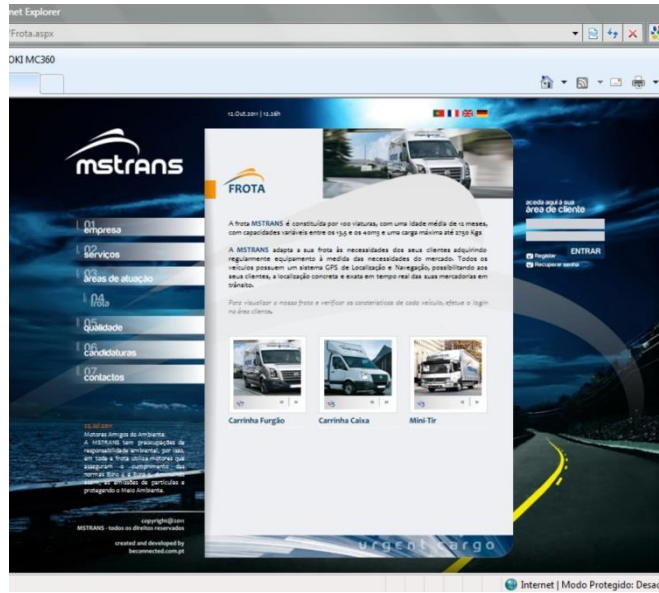 net Explorer
/Frota.aspx
OKI MC360
12.Out.2011 | 12.26h
mstrans
FROTA
aceda aqui à sua
área de cliente
ENTRAR
Registar
Recuperar senha
01
empresa
02
serviços
03
áreas de atuação
04
frota
05
qualidade
06
candidaturas
07
contactos
A frota MSTRANS é constituída por 100 viaturas, com uma idade média de 12 meses,
com capacidades variáveis entre os 13,5 e os 40m3 e uma carga máxima até 2750 Kgs
A MSTRANS adapta a sua frota às necessidades dos seus clientes adquirindo
regularmente equipamento à medida das necessidades do mercado. Todos os
veículos possuem um sistema GPS de Localização e Navegação, possibilitando aos
seus clientes, a localização concreta e exata em tempo real das suas mercadorias em
trânsito.
Para visualizar a nossa frota e verificar as caraterísticas de cada veículo, efetue o login
na área cliente.
1/7
1/5
1/3
Carrinha Furgão
Carrinha Caixa
Mini-Tir
Motores Amigos do Ambiente.
A MSTRANS tem preocupações de
responsabilidade ambiental, por isso,
em toda a frota utiliza motores que
asseguram o cumprimento das
normas Euro
assim, as emissões de partículas e
protegendo o Meio Ambiente.
copyright@2011
MSTRANS - todos os direitos reservados
created and developed by
beconnected.com.pt
urgent cargo
Internet | Modo Protegido: Desac